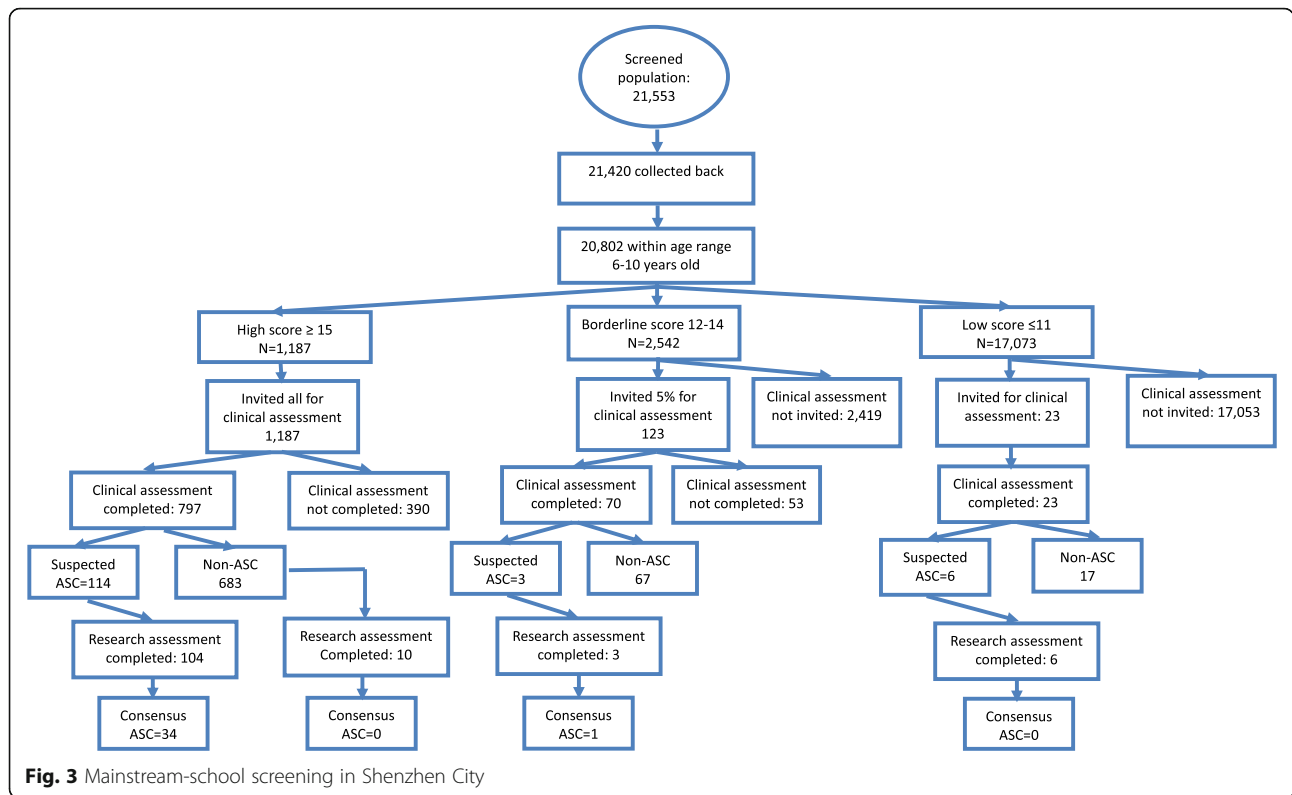 Screened
population:
21,553
21,420 collected back
20,802 within age range
6-10 years old
High score ≥ 15
N=1,187
Borderline score 12-14
N=2,542
Low score ≤11
N=17,073
Invited all for
clinical assessment
1,187
Invited 5% for
clinical assessment
123
Clinical assessment
not invited: 2,419
Invited for clinical
assessment: 23
Clinical assessment
not invited: 17,053
Clinical assessment
completed: 797
Clinical assessment
not completed: 390
Clinical assessment
completed: 70
Clinical assessment
not completed: 53
Clinical assessment
completed: 23
Suspected
ASC=114
Non-ASC
683
Suspected
ASC=3
Non-ASC
67
Suspected
ASC=6
Non-ASC
17
Research assessment
completed: 104
Research assessment
Completed: 10
Research assessment
completed: 3
Research assessment
completed: 6
Consensus
ASC=34
Consensus
ASC=0
Consensus
ASC=1
Consensus
ASC=0
Fig. 3 Mainstream-school screening in Shenzhen City